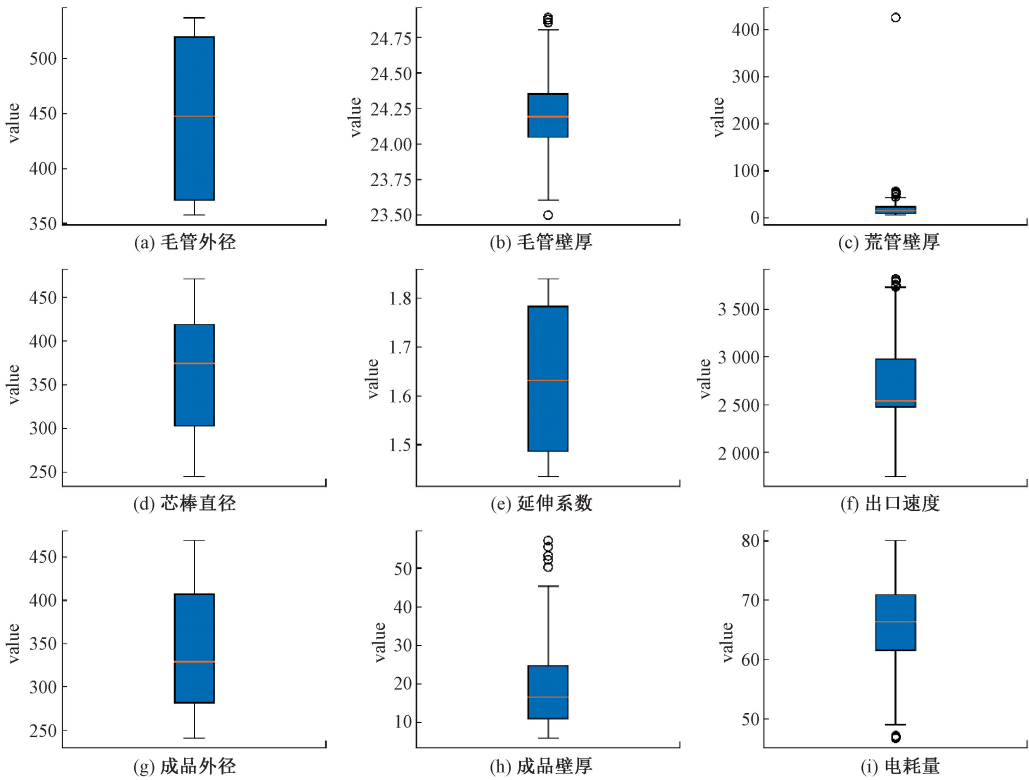 500
450
400
350
value
(a) 毛管外径
24.75
24.50
24.25
24.00
23.75
23.50
value
(b) 毛管壁厚
400
300
200
100
0
value
(c) 荒管壁厚
450
400
350
300
250
value
(d) 芯棒直径
1.8
1.7
1.6
1.5
value
(e) 延伸系数
3 500
3 000
2 500
2 000
value
(f) 出口速度
450
400
350
300
250
value
(g) 成品外径
50
40
30
20
10
value
(h) 成品壁厚
80
70
60
50
value
(i) 电耗量